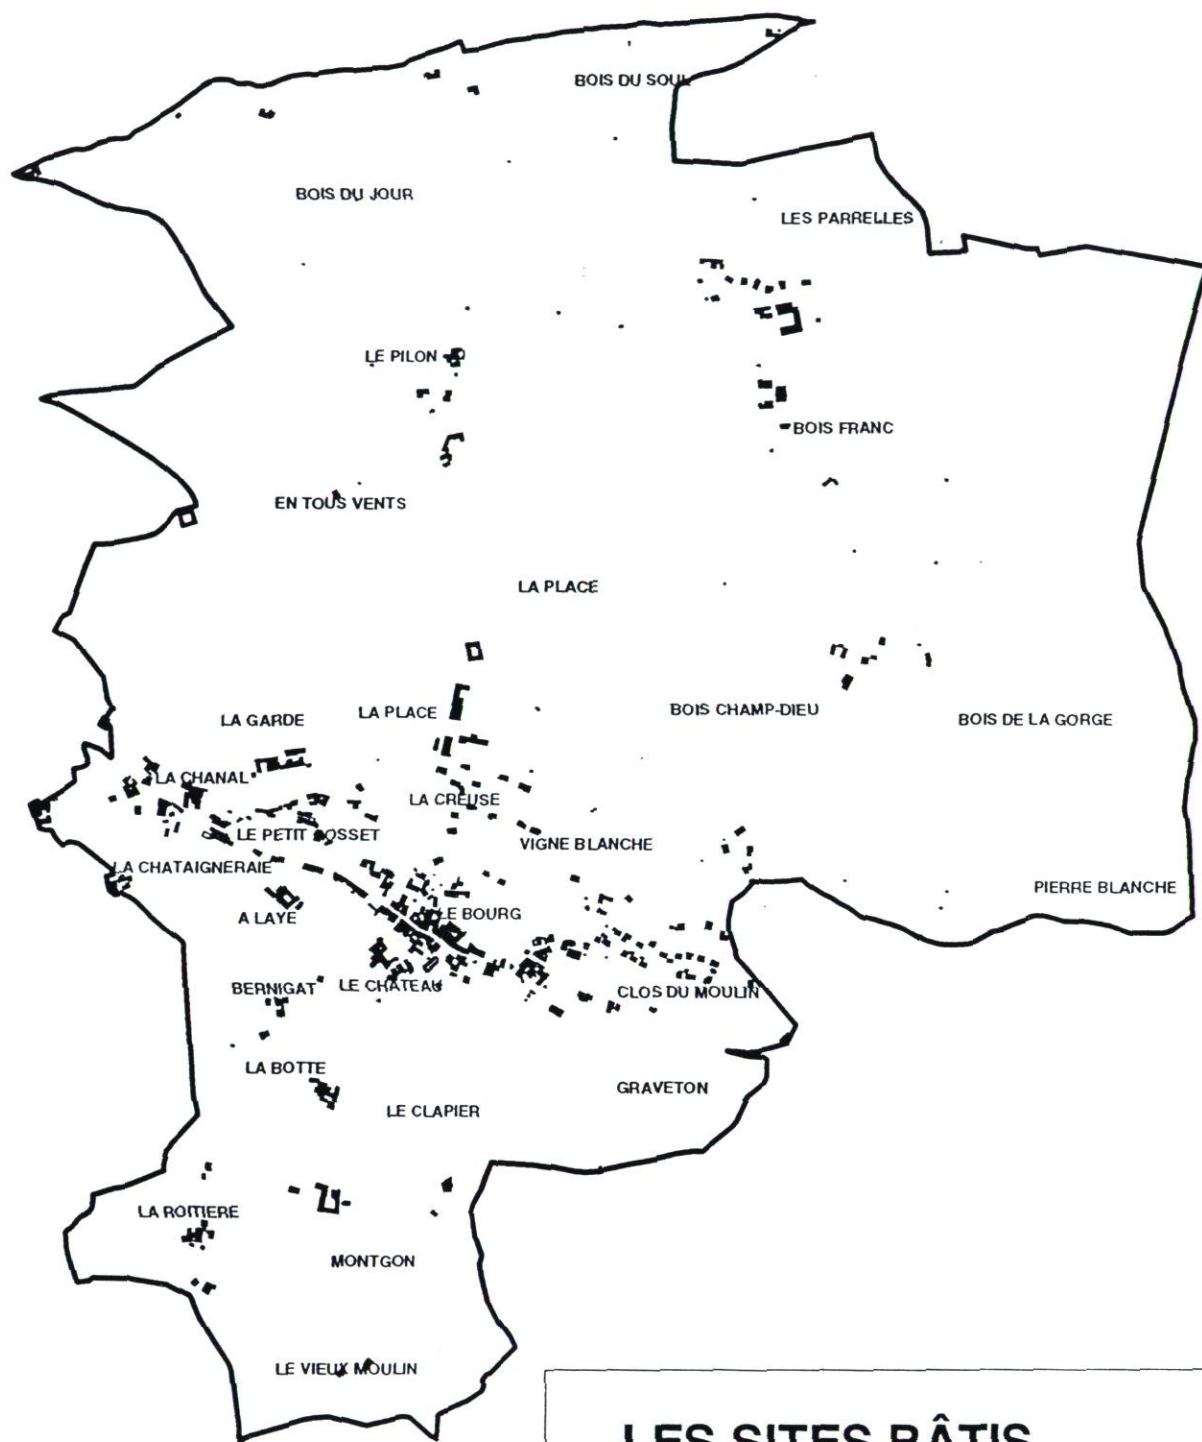 BOIS DU SOUL
BOIS DU JOUR
LES PARRELLES
LE PILON
BOIS FRANC
EN TOUS VENTS
LA PLACE
BOIS CHAMP-DIEU
LA PLACE
LA GARDE
BOIS DE LA GORGE
LA CHANAL
LA CREUSE
LE PETIT GOSSET
VIGNE BLANCHE
LA CHATAIGNERAIE
PIERRE BLANCHE
A LAYE
LE BOURG
BERNIGAT
LE CHATEAU
CLOS DU MOULIN
LA BOTTE
GRAVETON
LE CLAPIER
LA ROITIERE
MONTGON
LE VIEUX MOULIN
LES SITES BÂTIS